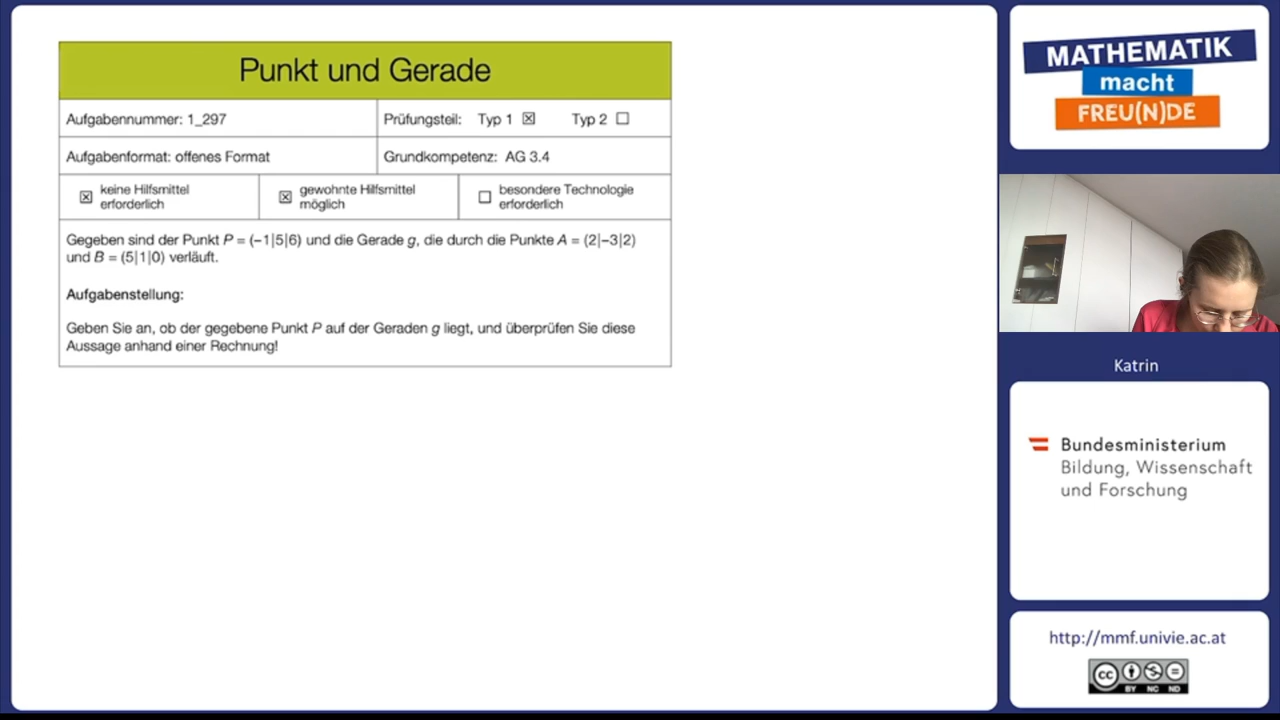 Punkt und Gerade
Aufgabennummer: 1_297
Prüfungsteil: Typ 1 ☒ Typ 2 ☐
Aufgabenformat: offenes Format
Grundkompetenz: AG 3.4
☒ keine Hilfsmittel
erforderlich
☒ gewohnte Hilfsmittel
möglich
☐ besondere Technologie
erforderlich
Gegeben sind der Punkt P = (−1|5|6) und die Gerade g, die durch die Punkte A = (2|−3|2)
und B = (5|1|0) verläuft.
Aufgabenstellung:
Geben Sie an, ob der gegebene Punkt P auf der Geraden g liegt, und überprüfen Sie diese
Aussage anhand einer Rechnung!
MATHEMATIK
macht
FREU(N)DE
Katrin
Bundesministerium
Bildung, Wissenschaft
und Forschung
http://mmf.univie.ac.at
cc
BY NC ND